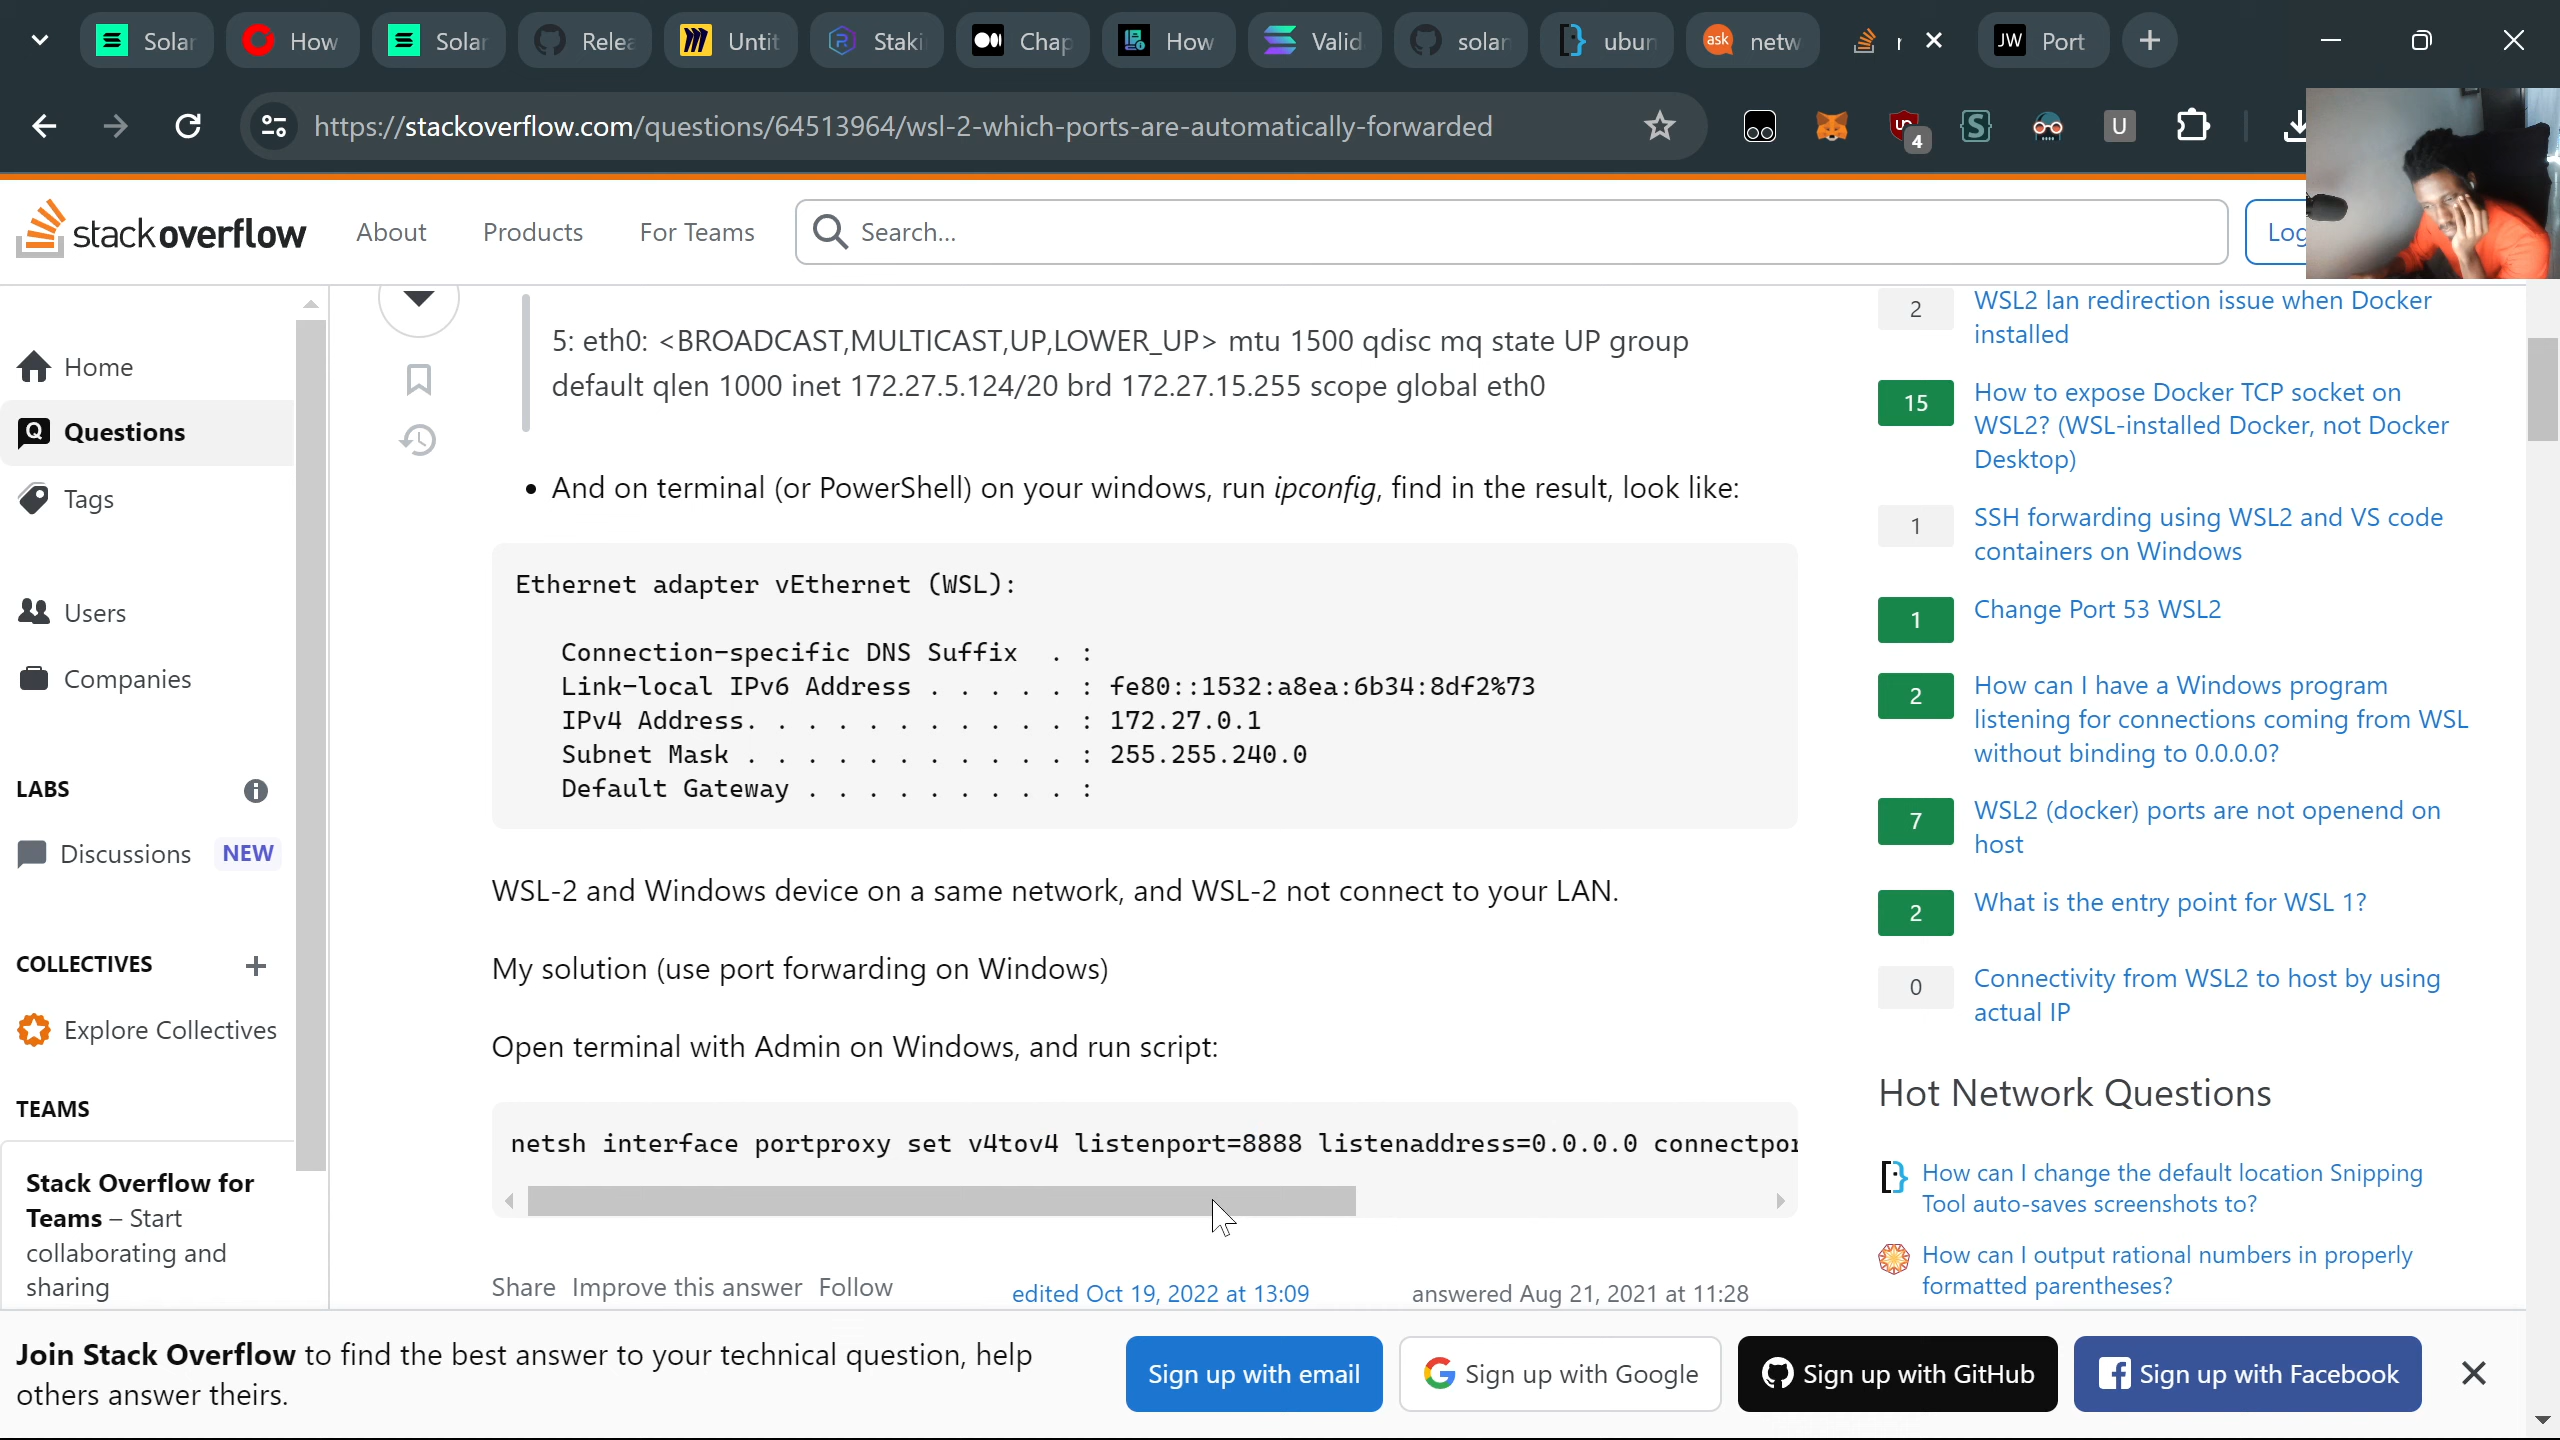 Solar
How
Solar
Relea
Untit
Stakin
Chap
How
Valid
solan
ubun
ask
netw
JW
Port
https://stackoverflow.com/questions/64513964/wsl-2-which-ports-are-automatically-forwarded
4
U
stackoverflow
About
Products
For Teams
Search...
Log
Home
Questions
Tags
Users
Companies
LABS
Discussions NEW
COLLECTIVES
Explore Collectives
TEAMS
Stack Overflow for
Teams – Start
collaborating and
sharing
5: eth0: <BROADCAST,MULTICAST,UP,LOWER_UP> mtu 1500 qdisc mq state UP group
default qlen 1000 inet 172.27.5.124/20 brd 172.27.15.255 scope global eth0
• And on terminal (or PowerShell) on your windows, run ipconfig, find in the result, look like:
Ethernet adapter vEthernet (WSL):
Connection-specific DNS Suffix . :
Link-local IPv6 Address . . . . . : fe80::1532:a8ea:6b34:8df2%73
IPv4 Address. . . . . . . . . . . : 172.27.0.1
Subnet Mask . . . . . . . . . . . : 255.255.240.0
Default Gateway . . . . . . . . . :
WSL-2 and Windows device on a same network, and WSL-2 not connect to your LAN.
My solution (use port forwarding on Windows)
Open terminal with Admin on Windows, and run script:
netsh interface portproxy set v4tov4 listenport=8888 listenaddress=0.0.0.0 connectpor
Share Improve this answer Follow
edited Oct 19, 2022 at 13:09
answered Aug 21, 2021 at 11:28
2
WSL2 lan redirection issue when Docker
installed
15
How to expose Docker TCP socket on
WSL2? (WSL-installed Docker, not Docker
Desktop)
1
SSH forwarding using WSL2 and VS code
containers on Windows
1
Change Port 53 WSL2
2
How can I have a Windows program
listening for connections coming from WSL
without binding to 0.0.0.0?
7
WSL2 (docker) ports are not openend on
host
2
What is the entry point for WSL 1?
0
Connectivity from WSL2 to host by using
actual IP
Hot Network Questions
How can I change the default location Snipping
Tool auto-saves screenshots to?
How can I output rational numbers in properly
formatted parentheses?
Join Stack Overflow to find the best answer to your technical question, help
others answer theirs.
Sign up with email
Sign up with Google
Sign up with GitHub
Sign up with Facebook